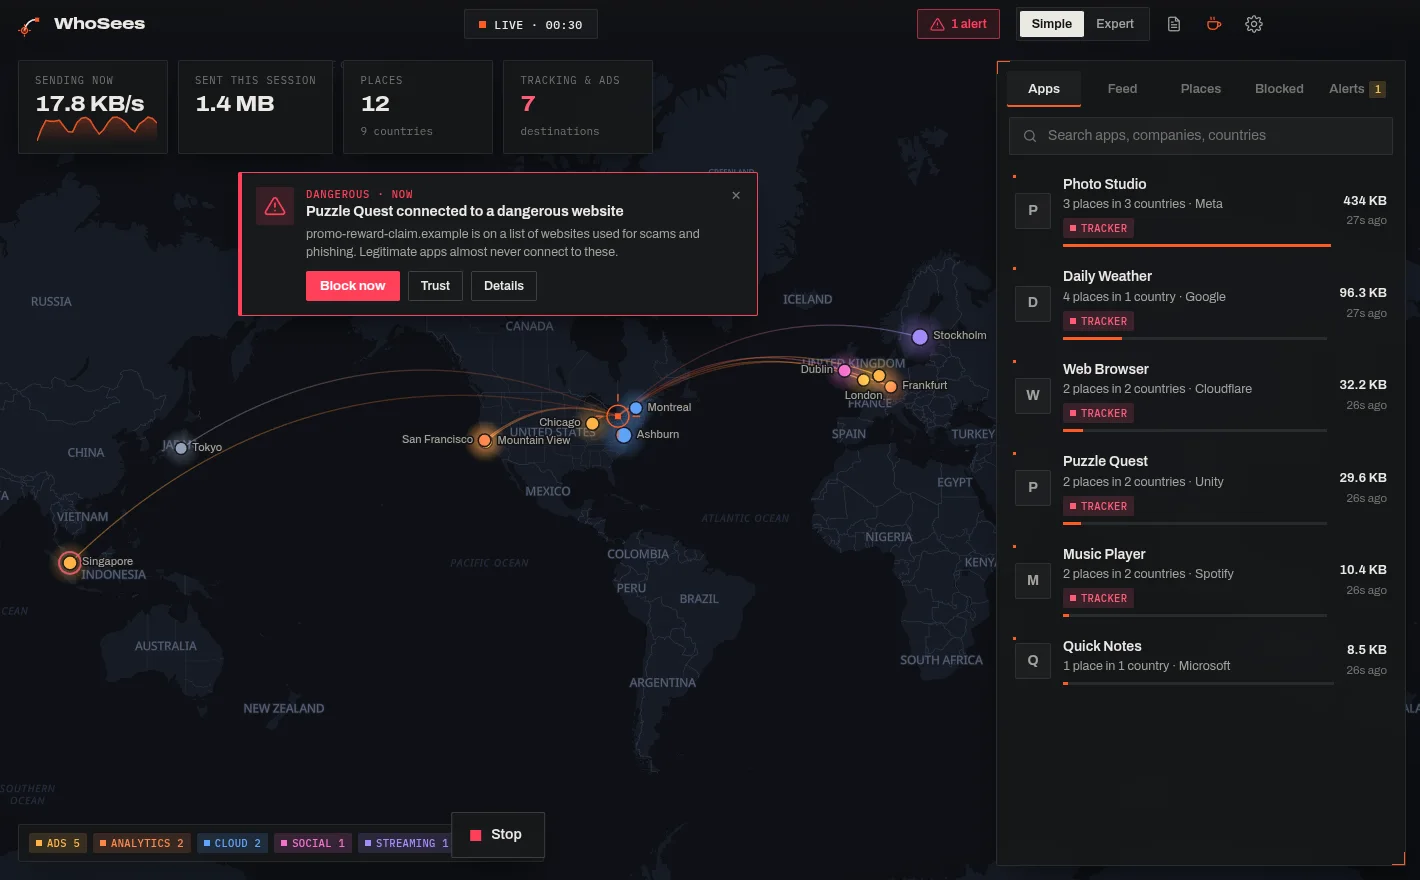 WhoSees
LIVE · 00:30
1 alert
Simple
Expert
SENDING NOW
17.8 KB/s
SENT THIS SESSION
1.4 MB
PLACES
12
9 countries
TRACKING & ADS
7
destinations
Apps
Feed
Places
Blocked
Alerts 1
Search apps, companies, countries
DANGEROUS · NOW
Puzzle Quest connected to a dangerous website
promo-reward-claim.example is on a list of websites used for scams and
phishing. Legitimate apps almost never connect to these.
Block now
Trust
Details
Photo Studio
3 places in 3 countries · Meta
TRACKER
434 KB
27s ago
Daily Weather
4 places in 1 country · Google
TRACKER
96.3 KB
27s ago
Web Browser
2 places in 2 countries · Cloudflare
TRACKER
32.2 KB
26s ago
Puzzle Quest
2 places in 2 countries · Unity
TRACKER
29.6 KB
26s ago
Music Player
2 places in 2 countries · Spotify
TRACKER
10.4 KB
26s ago
Quick Notes
1 place in 1 country · Microsoft
8.5 KB
26s ago
GREENLAND
RUSSIA
ICELAND
CANADA
Stockholm
UNITED KINGDOM
Dublin
Frankfurt
London
FRANCE
Montreal
Chicago
UNITED STATES
Ashburn
San Francisco
Mountain View
SPAIN
TURKEY
Tokyo
CHINA
EGYPT
MEXICO
VIETNAM
ATLANTIC OCEAN
NIGERIA
COLOMBIA
PACIFIC OCEAN
KENYA
Singapore
INDONESIA
PERU
BRAZIL
AUSTRALIA
SOUTH AFRICA
ARGENTINA
NEW ZEALAND
SOUTHERN
OCEAN
ADS 5
ANALYTICS 2
CLOUD 2
SOCIAL 1
STREAMING 1
Stop